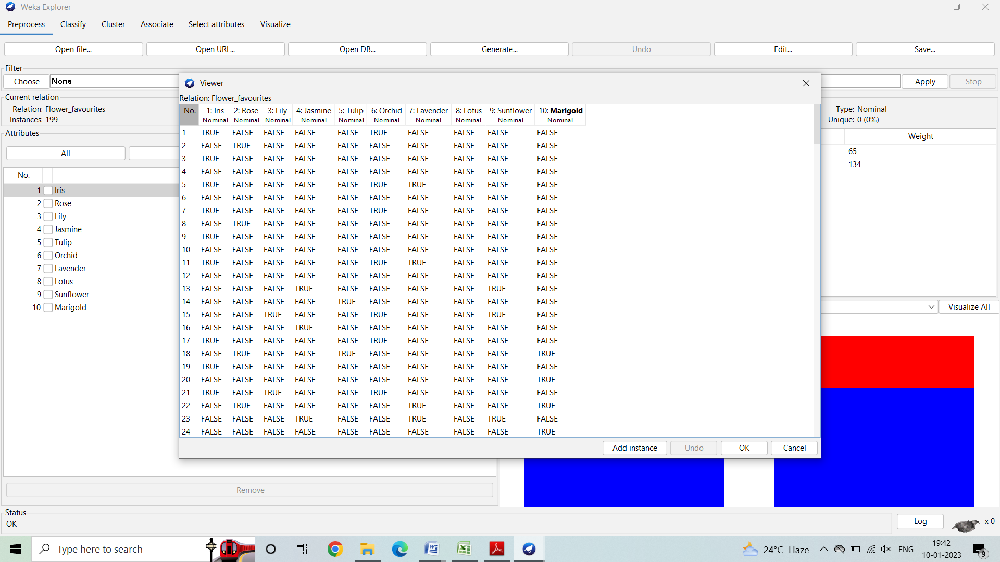 Weka Explorer
Preprocess Classify Cluster Associate Select attributes Visualize
Open file... Open URL... Open DB... Generate... Undo Edit... Save...
Filter
Choose None Apply Stop
Current relation
Relation: Flower_favourites
Instances: 199
Type: Nominal
Unique: 0 (0%)
Attributes
All
No.
1 Iris
2 Rose
3 Lily
4 Jasmine
5 Tulip
6 Orchid
7 Lavender
8 Lotus
9 Sunflower
10 Marigold
Remove
Viewer
Relation: Flower_favourites
No. 1: Iris 2: Rose 3: Lily 4: Jasmine 5: Tulip 6: Orchid 7: Lavender 8: Lotus 9: Sunflower 10: Marigold
Nominal Nominal Nominal Nominal Nominal Nominal Nominal Nominal Nominal Nominal
1 TRUE FALSE FALSE FALSE FALSE TRUE FALSE FALSE FALSE FALSE
2 FALSE TRUE FALSE FALSE FALSE FALSE FALSE FALSE FALSE FALSE
3 TRUE FALSE FALSE FALSE FALSE FALSE FALSE FALSE FALSE FALSE
4 FALSE FALSE FALSE FALSE FALSE FALSE FALSE FALSE FALSE FALSE
5 TRUE FALSE FALSE FALSE FALSE TRUE TRUE FALSE FALSE FALSE
6 FALSE FALSE FALSE FALSE FALSE FALSE FALSE FALSE FALSE FALSE
7 TRUE FALSE FALSE FALSE FALSE TRUE FALSE FALSE FALSE FALSE
8 FALSE TRUE FALSE FALSE FALSE FALSE FALSE FALSE FALSE FALSE
9 TRUE FALSE FALSE FALSE FALSE FALSE FALSE FALSE FALSE FALSE
10 FALSE FALSE FALSE FALSE FALSE FALSE FALSE FALSE FALSE FALSE
11 TRUE FALSE FALSE FALSE FALSE TRUE TRUE FALSE FALSE FALSE
12 FALSE FALSE FALSE FALSE FALSE FALSE FALSE FALSE FALSE FALSE
13 FALSE FALSE FALSE TRUE FALSE FALSE FALSE FALSE TRUE FALSE
14 FALSE FALSE FALSE FALSE TRUE FALSE FALSE FALSE FALSE FALSE
15 FALSE FALSE TRUE FALSE FALSE TRUE FALSE FALSE TRUE FALSE
16 FALSE FALSE FALSE TRUE FALSE FALSE FALSE FALSE FALSE FALSE
17 TRUE FALSE FALSE FALSE FALSE TRUE FALSE FALSE FALSE FALSE
18 FALSE TRUE FALSE FALSE TRUE FALSE FALSE FALSE FALSE TRUE
19 TRUE FALSE FALSE FALSE FALSE FALSE FALSE FALSE FALSE FALSE
20 FALSE FALSE FALSE FALSE FALSE FALSE FALSE FALSE FALSE TRUE
21 TRUE FALSE TRUE FALSE FALSE TRUE FALSE FALSE FALSE FALSE
22 FALSE TRUE FALSE FALSE FALSE FALSE TRUE FALSE FALSE TRUE
23 FALSE FALSE FALSE TRUE FALSE FALSE TRUE FALSE TRUE FALSE
24 FALSE FALSE FALSE FALSE FALSE FALSE FALSE FALSE FALSE TRUE
Add instance Undo OK Cancel
Weight
65
134
Visualize All
Status
OK
Log x 0
Type here to search
24°C Haze ENG 19:42
10-01-2023
9